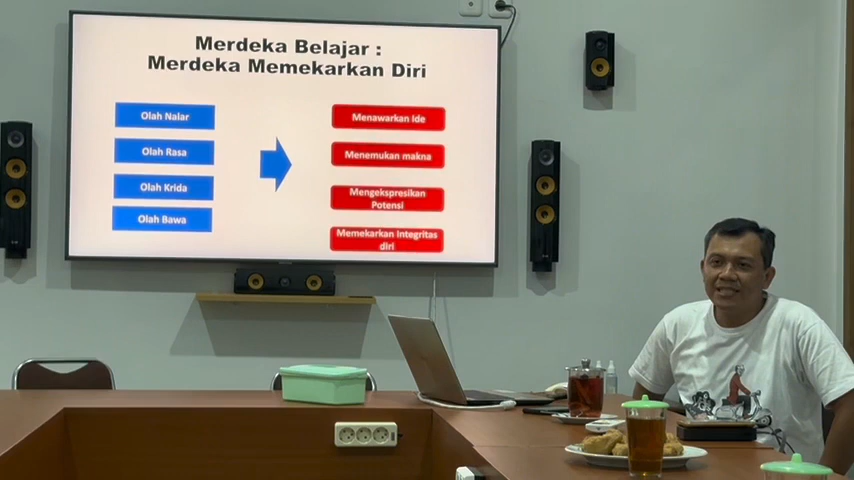 Merdeka Belajar :
Merdeka Memekarkan Diri
Olah Nalar
Olah Rasa
Olah Krida
Olah Bawa
Menawarkan ide
Menemukan makna
Mengekspresikan
Potensi
Memekarkan Integritas
diri